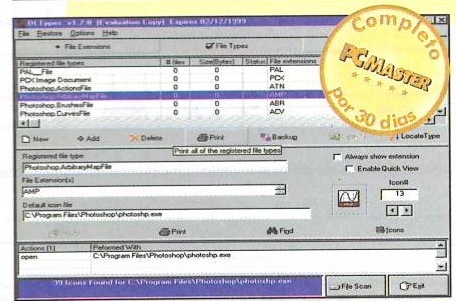 DLTypes v1.7.0 (Evaluation Copy) Expires 02/12/1999
File Restore Options Help
File Extensions File Types
Registered file types # files Size(Bytes) Status File extensions
PAL__File 0 0 PAL
PCX Image Document 0 0 PCX
Photoshop.ActionsFile 0 0 ATN
Photoshop.ArbitraryMapFile 0 0 AMP
Photoshop.BrushesFile 0 0 ABR
Photoshop.CurvesFile 0 0 ACV
Completo
PCMASTER
por 30 dias
New Add Delete Print Backup LocateType
Print all of the registered file types
Registered file type
Photoshop.ArbitraryMapFile
Always show extension
Enable Quick View
File Extension(s)
AMP
Icon#
13
Default icon file
C:\Program Files\Photoshop\photoshp.exe
Print Find Icons
Actions (1) Peformed With
open C:\Program Files\Photoshop\photoshp.exe
39 Icons Found for C:\Program Files\Photoshop\photoshp.exe
File Scan Exit